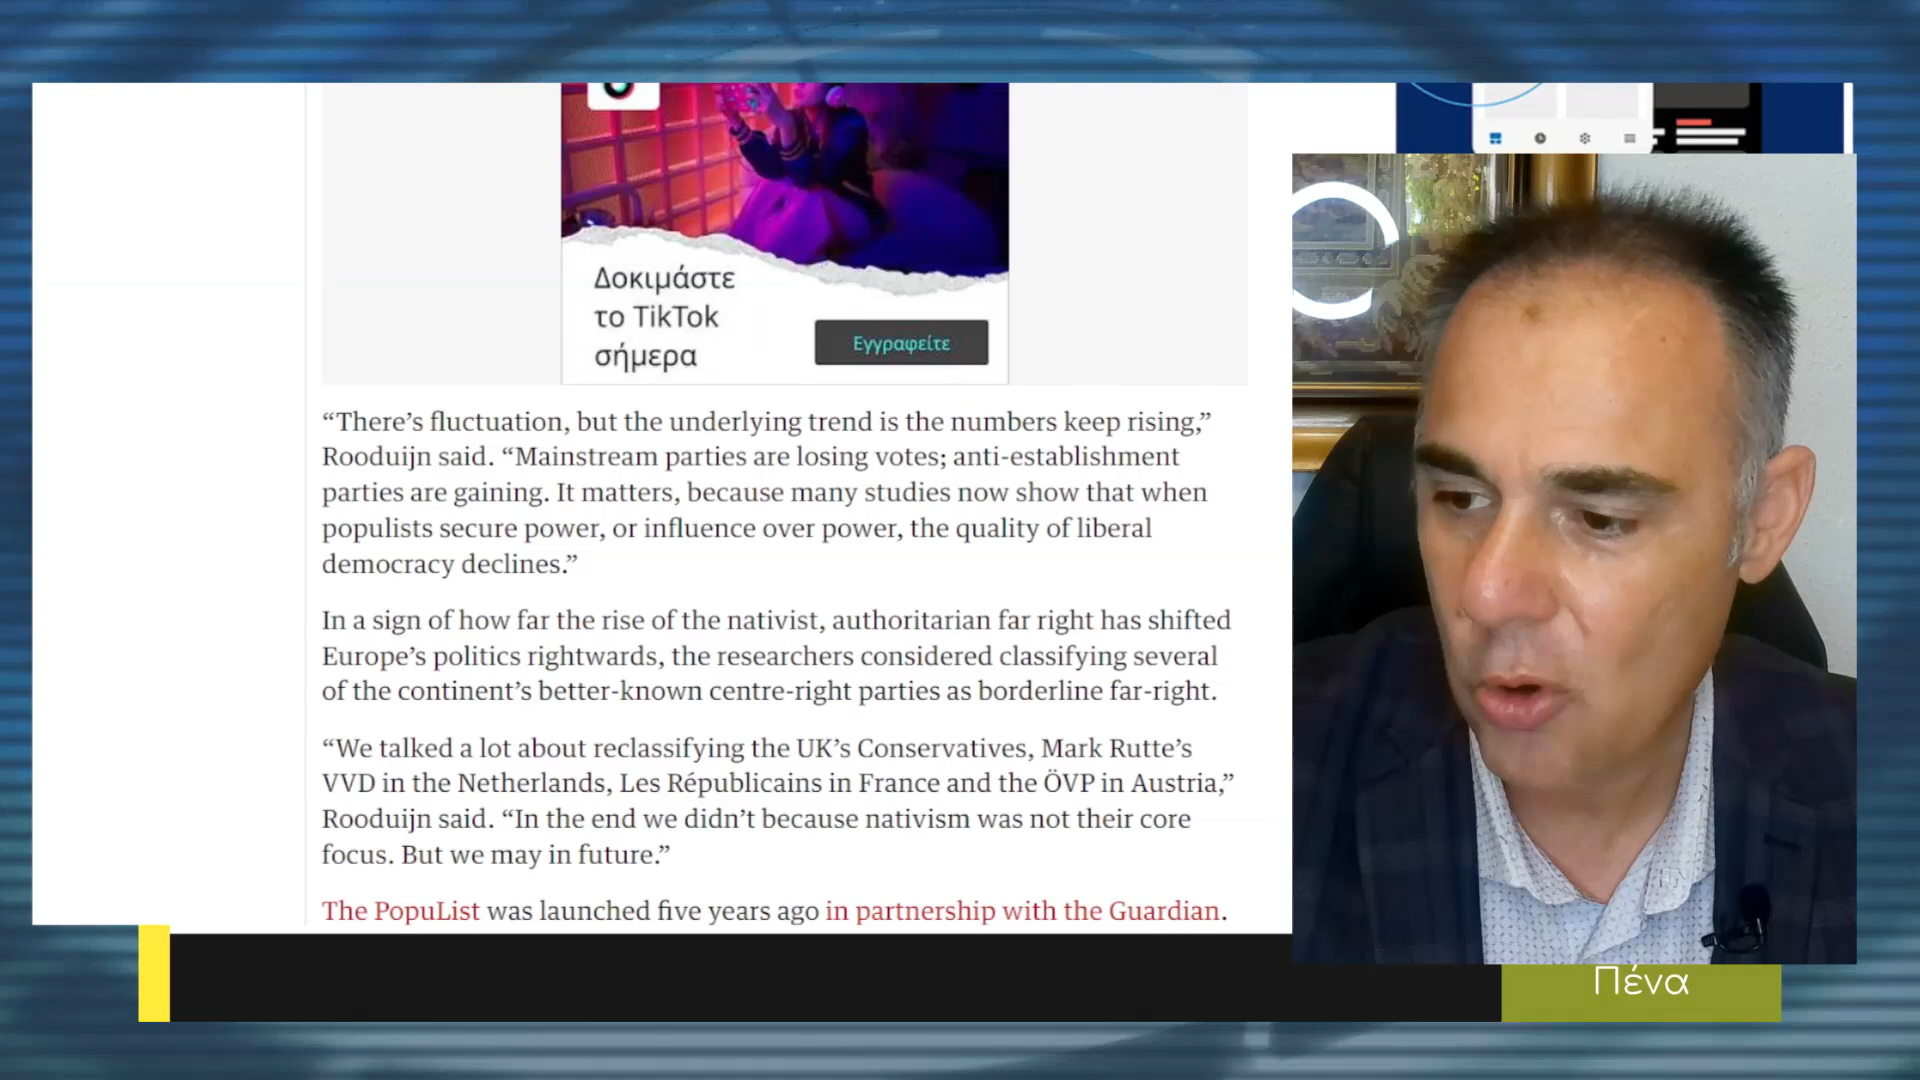 Δοκιμάστε
το TikTok
σήμερα
Εγγραφείτε
“There’s fluctuation, but the underlying trend is the numbers keep rising,”
Rooduijn said. “Mainstream parties are losing votes; anti-establishment
parties are gaining. It matters, because many studies now show that when
populists secure power, or influence over power, the quality of liberal
democracy declines.”
In a sign of how far the rise of the nativist, authoritarian far right has shifted
Europe’s politics rightwards, the researchers considered classifying several
of the continent’s better-known centre-right parties as borderline far-right.
“We talked a lot about reclassifying the UK’s Conservatives, Mark Rutte’s
VVD in the Netherlands, Les Républicains in France and the ÖVP in Austria,”
Rooduijn said. “In the end we didn’t because nativism was not their core
focus. But we may in future.”
The PopuList was launched five years ago in partnership with the Guardian.
Πένα